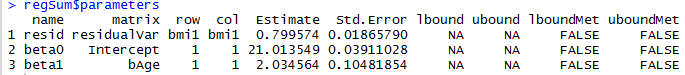 > regSum$parameters
name matrix row col Estimate Std.Error lbound ubound lboundMet uboundMet
1 resid residualVar bmi1 bmi1 0.799574 0.01865790 NA NA FALSE FALSE
2 beta0 Intercept 1 1 21.013549 0.03911028 NA NA FALSE FALSE
3 beta1 bAge 1 1 2.034564 0.10481854 NA NA FALSE FALSE